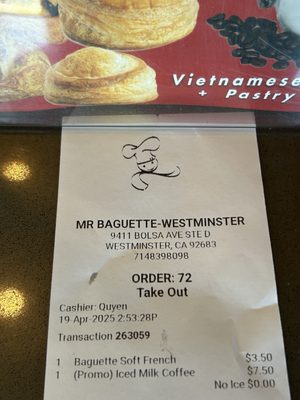 Vietnamese
+ Pastry
MR BAGUETTE-WESTMINSTER
9411 BOLSA AVE STE D
WESTMINSTER, CA 92683
7148398098
ORDER: 72
Take Out
Cashier: Quyen
19-Apr-2025 2:53:28P
Transaction 263059
1 Baguette Soft French $3.50
1 (Promo) Iced Milk Coffee $7.50
No Ice $0.00